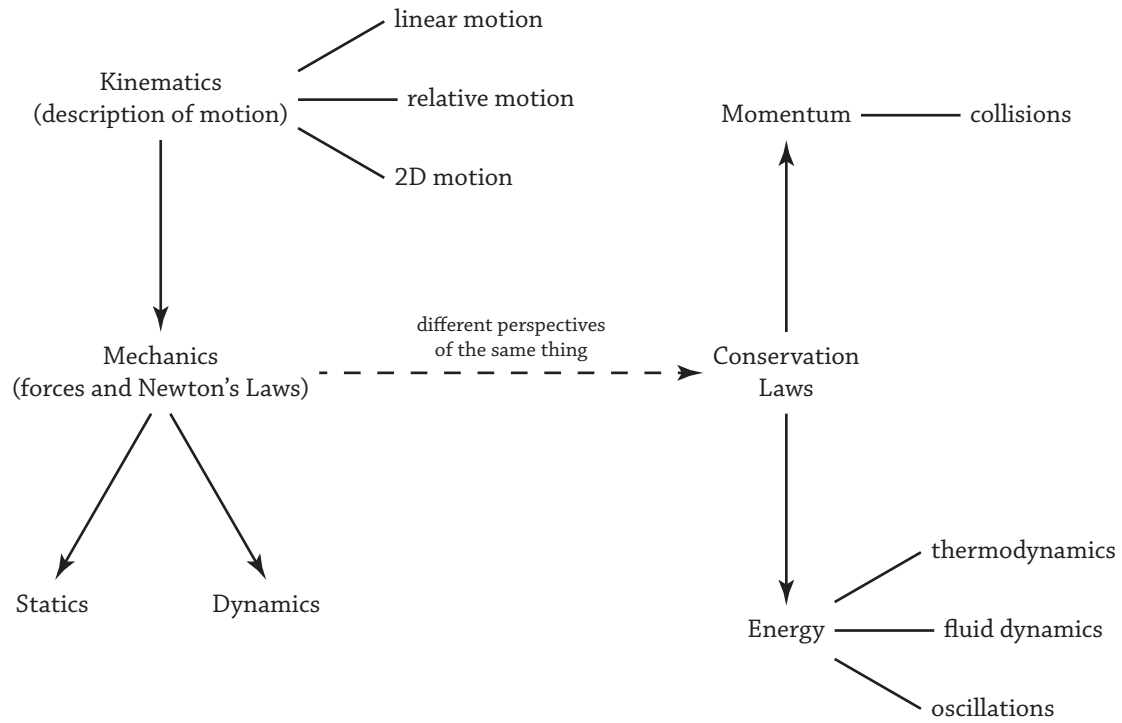 linear motion
Kinematics
(description of motion)
relative motion
2D motion
Momentum
collisions
Mechanics
(forces and Newton's Laws)
different perspectives
of the same thing
Conservation
Laws
Statics
Dynamics
thermodynamics
Energy
fluid dynamics
oscillations